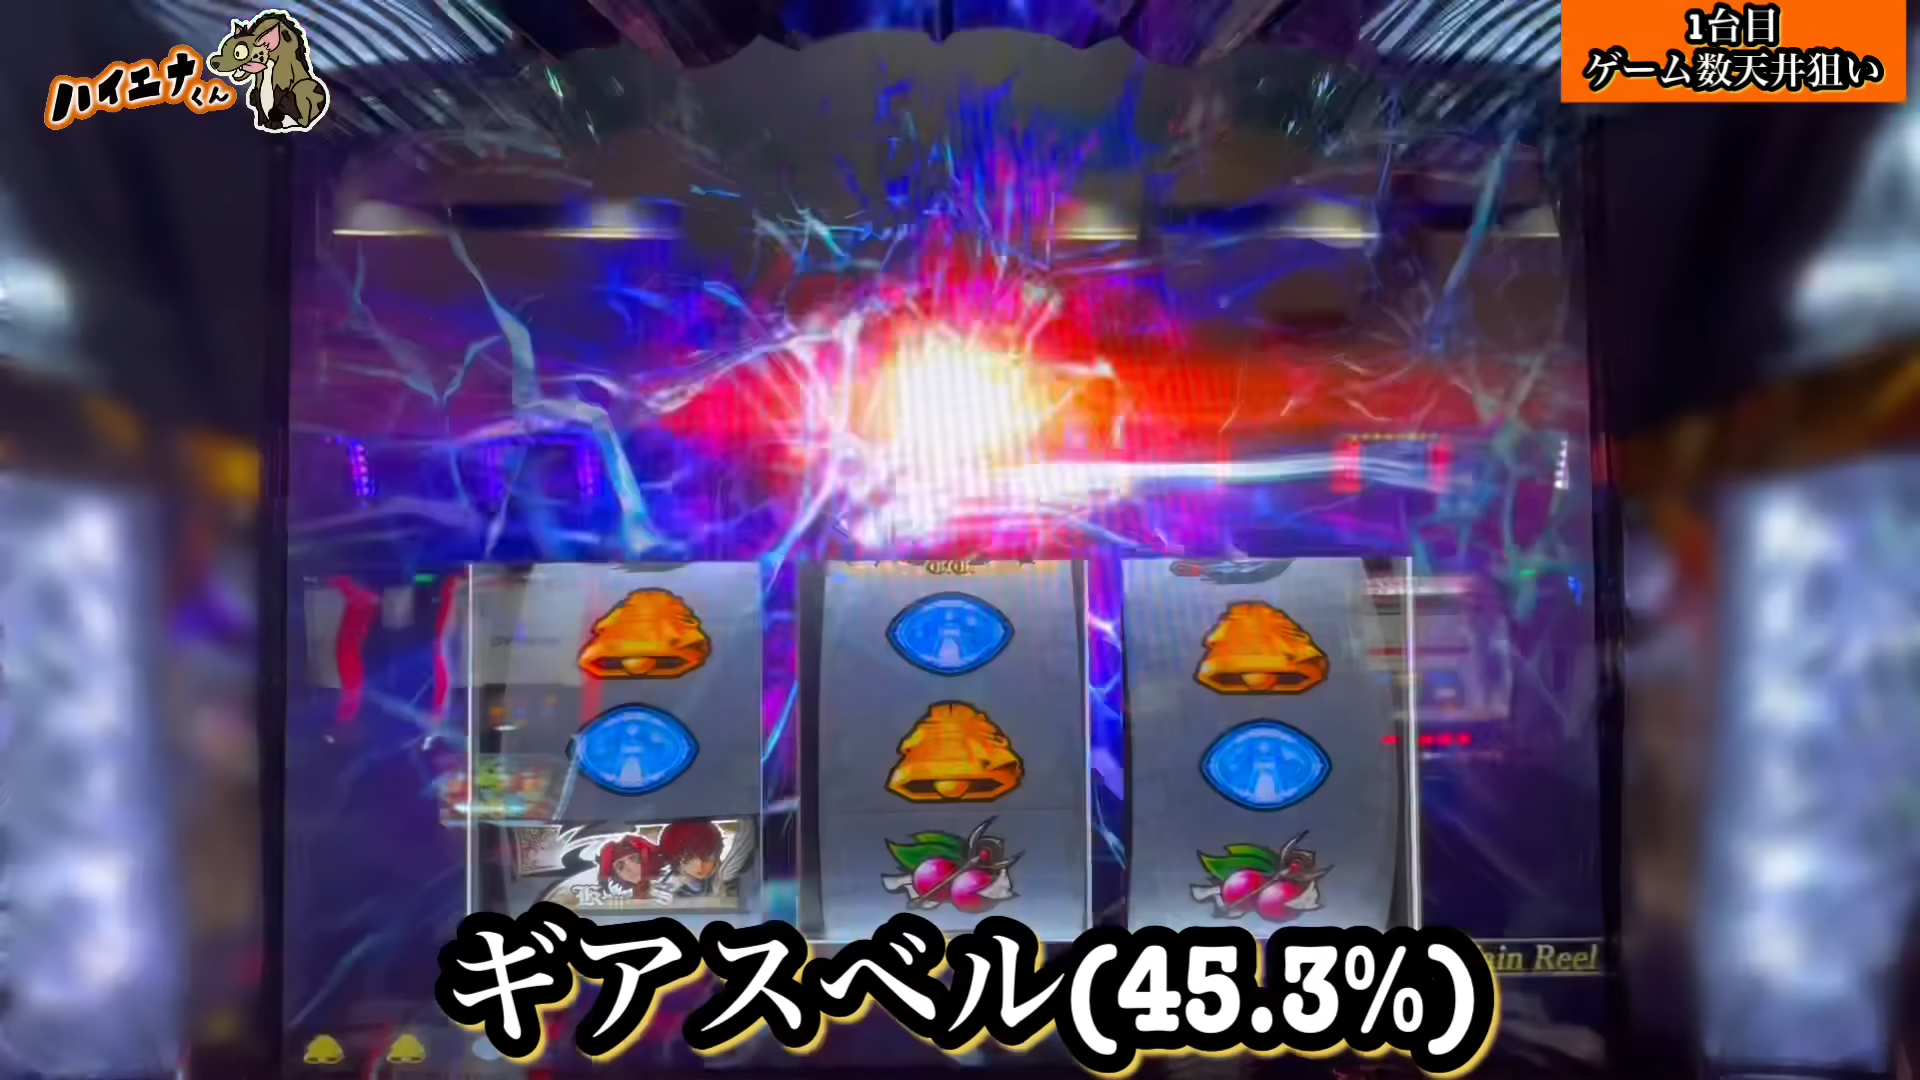 ハイエナくん
1台目
ゲーム数天井狙い
C.C.
ain Reel
ギアスベル(45.3%)